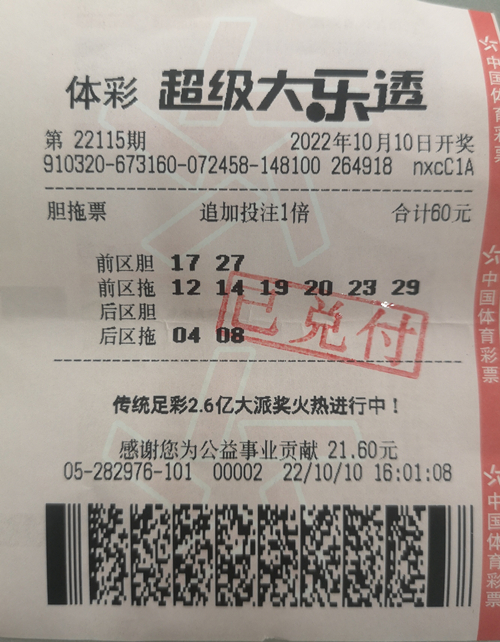 体彩 超级大乐透
第 22115期 2022年10月10日开奖
910320-673160-072458-148100 264918 nxcC1A
胆拖票 追加投注1倍 合计60元
前区胆 17 27
前区拖 12 14 19 20 23 29
后区胆
后区拖 04 08
已兑付
传统足彩2.6亿大派奖火热进行中！
感谢您为公益事业贡献 21.60元
05-282976-101 00002 22/10/10 16:01:08
中国体育彩票
中国体育彩票
中国体育彩票